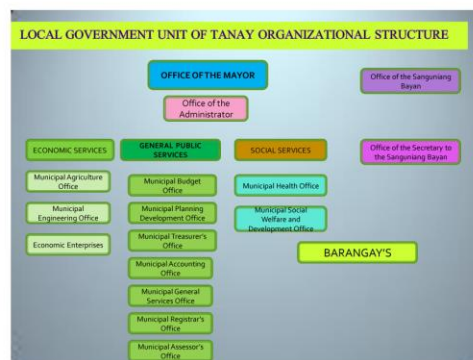 LOCAL GOVERNMENT UNIT OF TANAY ORGANIZATIONAL STRUCTURE
OFFICE OF THE MAYOR
Office of the Sanguniang
Bayan
Office of the
Administrator
ECONOMIC SERVICES
GENERAL PUBLIC
SERVICES
SOCIAL SERVICES
Office of the Secretary to
the Sanguniang Bayan
Municipal Agriculture
Office
Municipal
Engineering Office
Economic Enterprises
Municipal Budget
Office
Municipal Planning
Development Office
Municipal Treasurer's
Office
Municipal Accounting
Office
Municipal General
Services Office
Municipal Registrar's
Office
Municipal Assessor's
Office
Municipal Health Office
Municipal Social
Welfare and
Development Office
BARANGAY'S